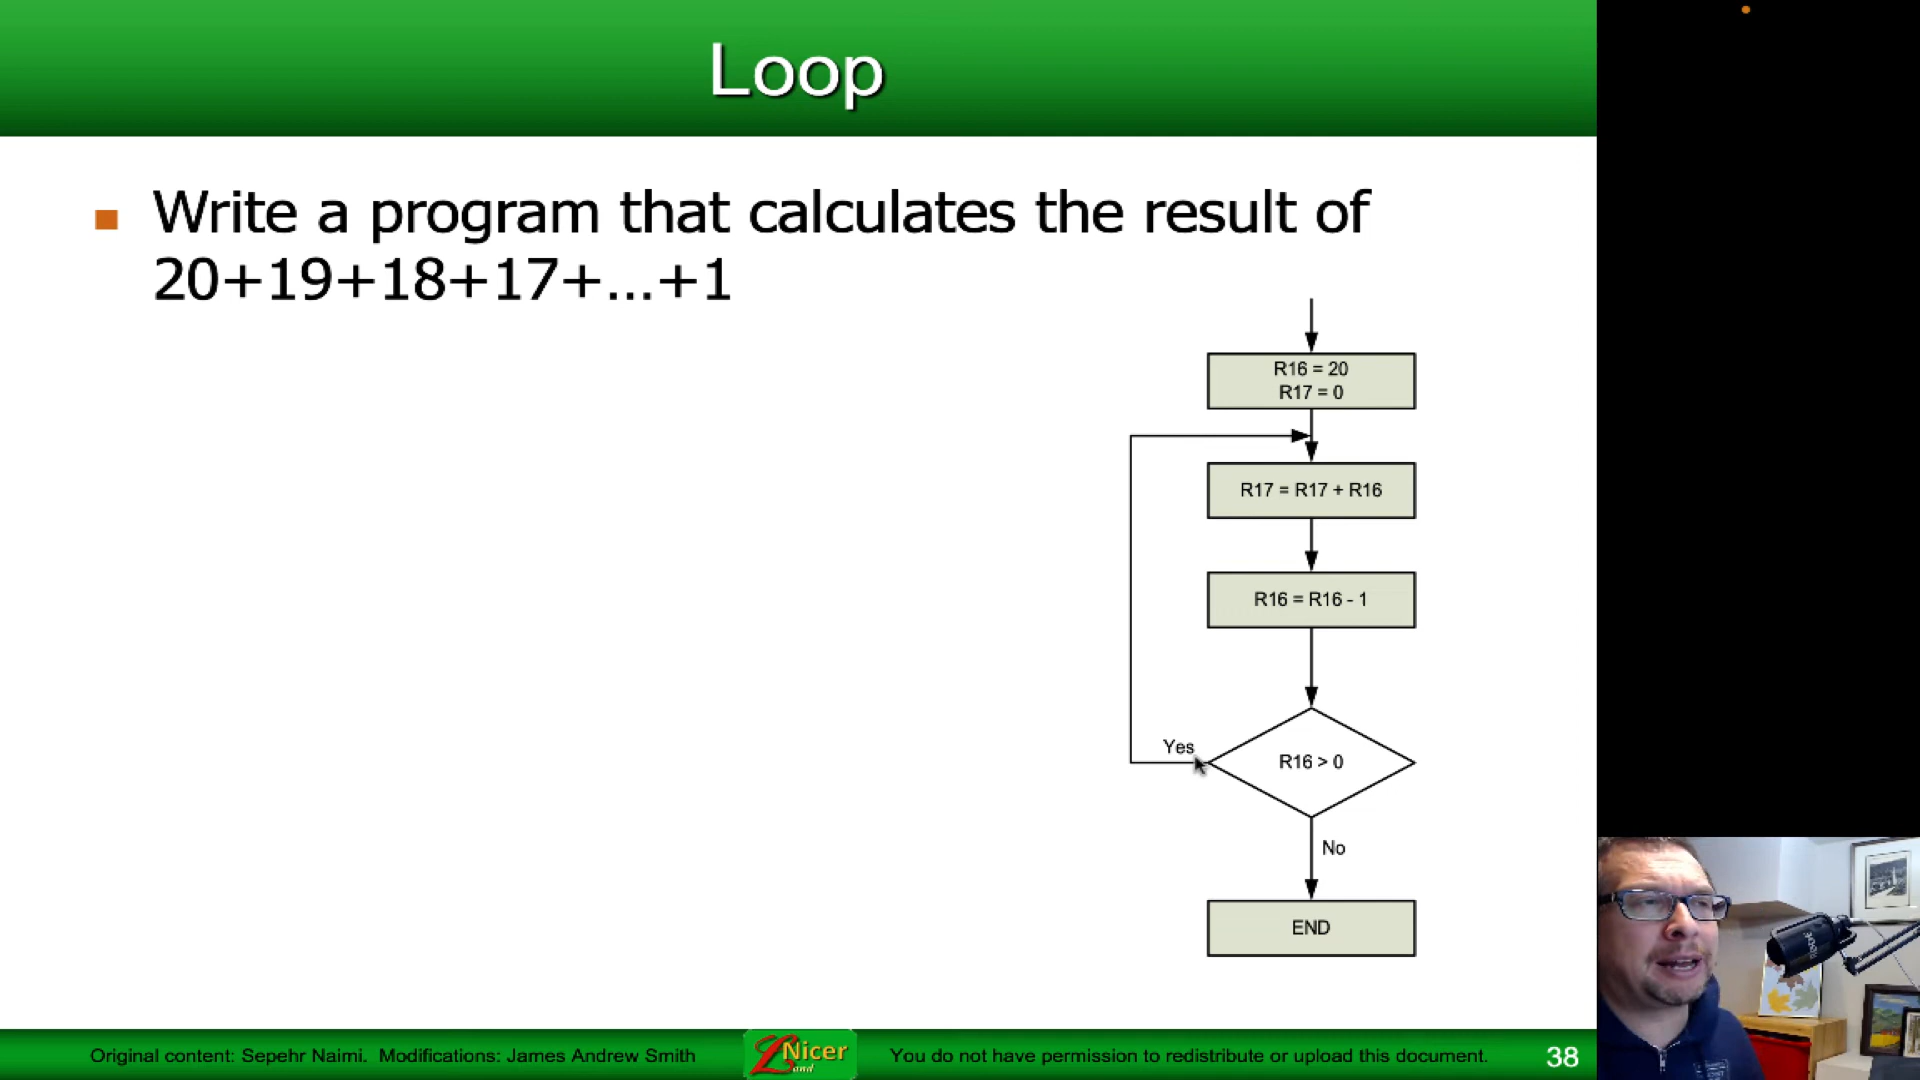 Loop
Write a program that calculates the result of
20+19+18+17+...+1
R16 = 20
R17 = 0
R17 = R17 + R16
R16 = R16 - 1
Yes
R16 > 0
No
END
Original content: Sepehr Naimi.  Modifications: James Andrew Smith
Nicer
Land
You do not have permission to redistribute or upload this document.
38
RØDE